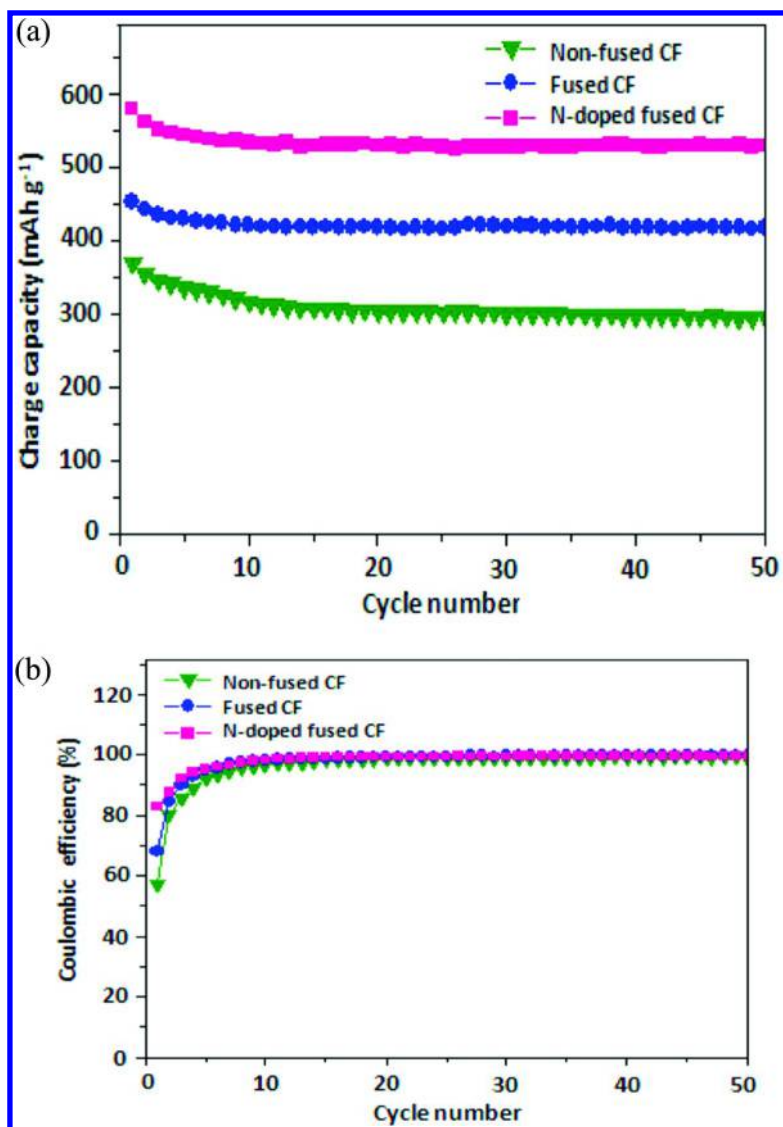 (a)
Non-fused CF
Fused CF
N-doped fused CF
600
500
400
300
200
100
0
Charge capacity (mAh g⁻¹)
0 10 20 30 40 50
Cycle number
(b)
Non-fused CF
Fused CF
N-doped fused CF
120
100
80
60
40
20
0
Coulombic efficiency (%)
0 10 20 30 40 50
Cycle number